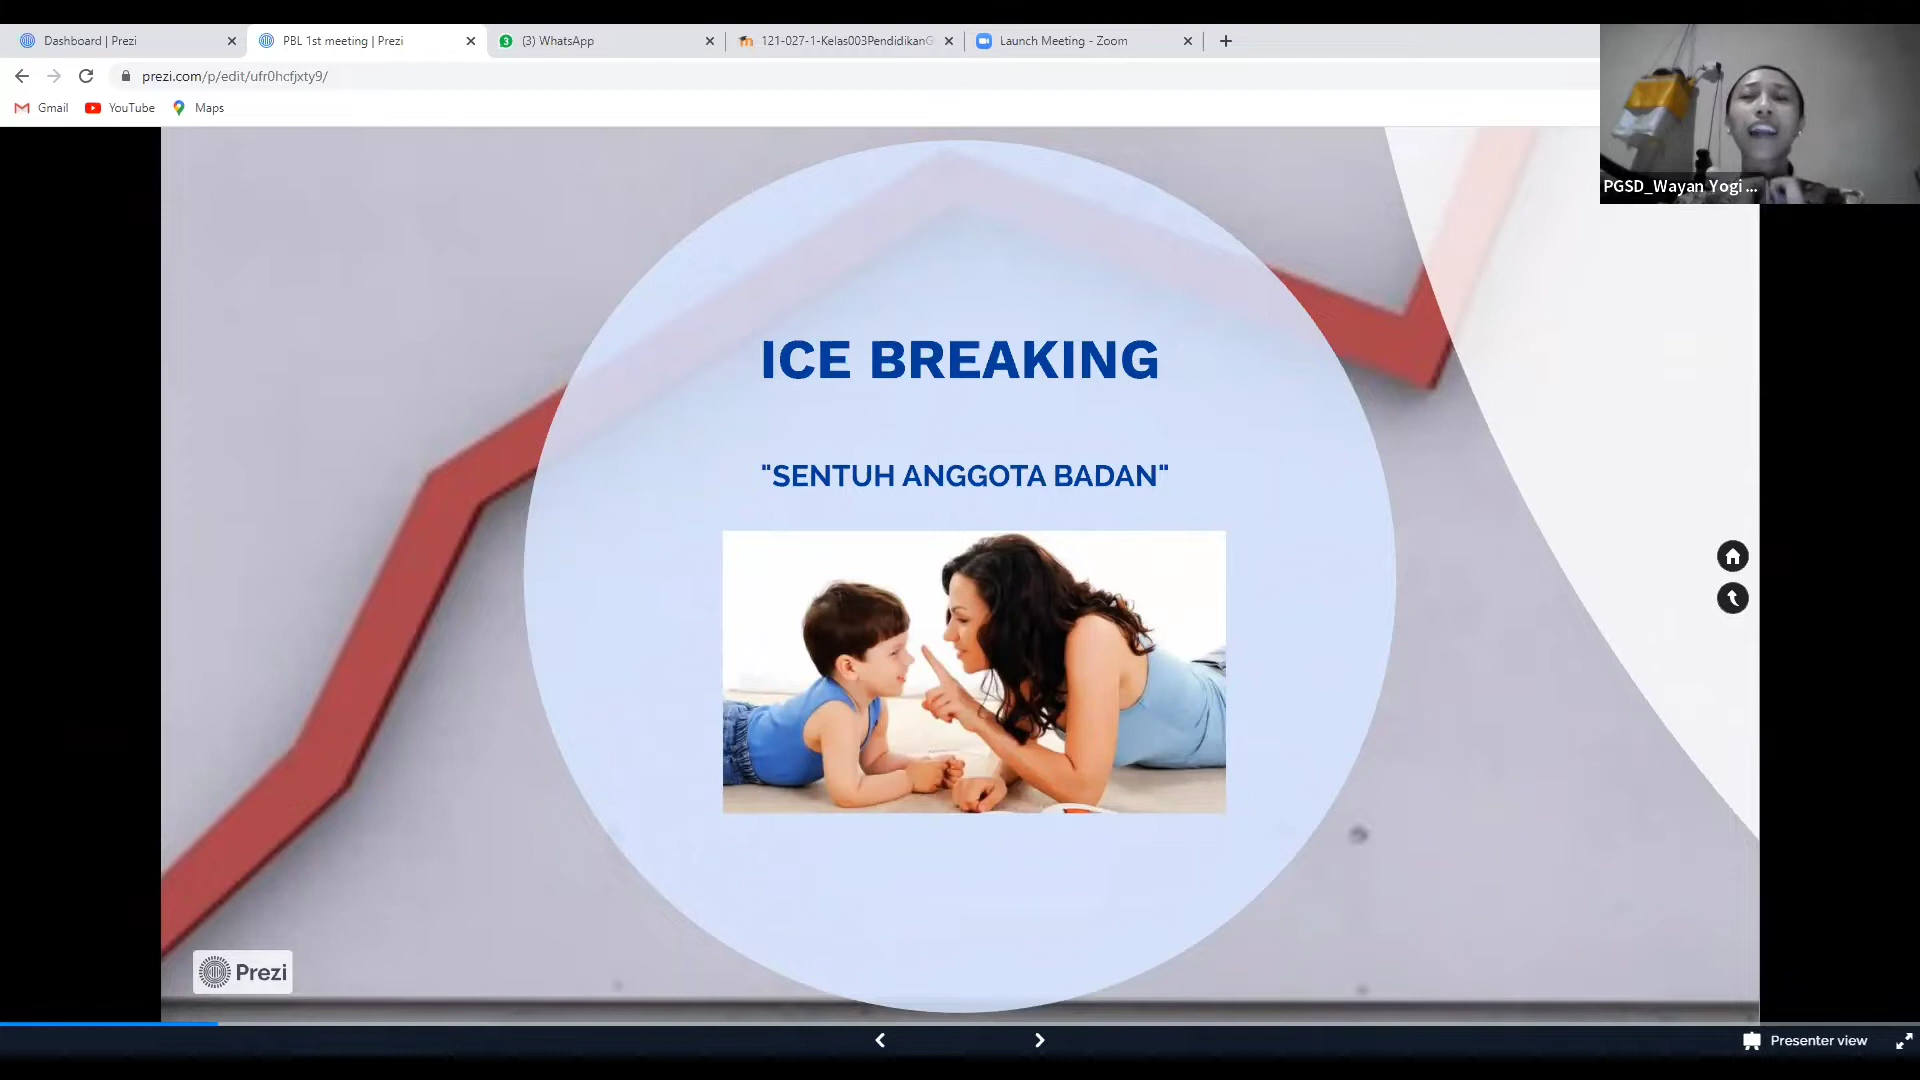 Dashboard | Prezi
PBL 1st meeting | Prezi
3
(3) WhatsApp
121-027-1-Kelas003PendidikanG
Launch Meeting - Zoom
prezi.com/p/edit/ufr0hcfjxty9/
Gmail
YouTube
Maps
PGSD_Wayan Yogi ...
ICE BREAKING
"SENTUH ANGGOTA BADAN"
Prezi
Presenter view